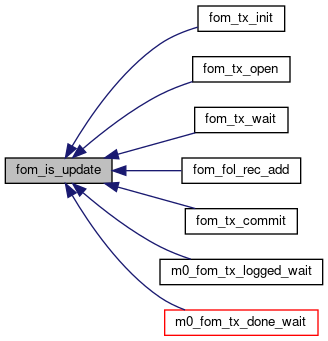 fom_tx_init
fom_tx_open
fom_tx_wait
fom_is_update
fom_fol_rec_add
fom_tx_commit
m0_fom_tx_logged_wait
m0_fom_tx_done_wait